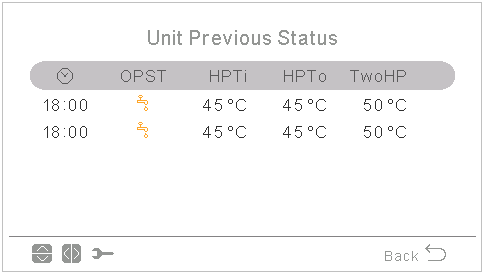 Unit Previous Status
OPST HPTi HPTo TwoHP
18:00 45°C 45°C 50°C
18:00 45°C 45°C 50°C
Back